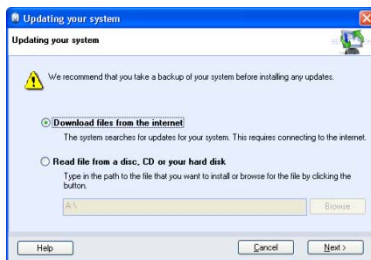 Updating your system
Updating your system
We recommend that you take a backup of your system before installing any updates.
Download files from the internet
The system searches for updates for your system. This requires connecting to the internet.
Read file from a disc, CD or your hard disk
Type in the path to the file that you want to install or browse for the file by clicking the
button.
A:\
Browse
Help
Cancel
Next >